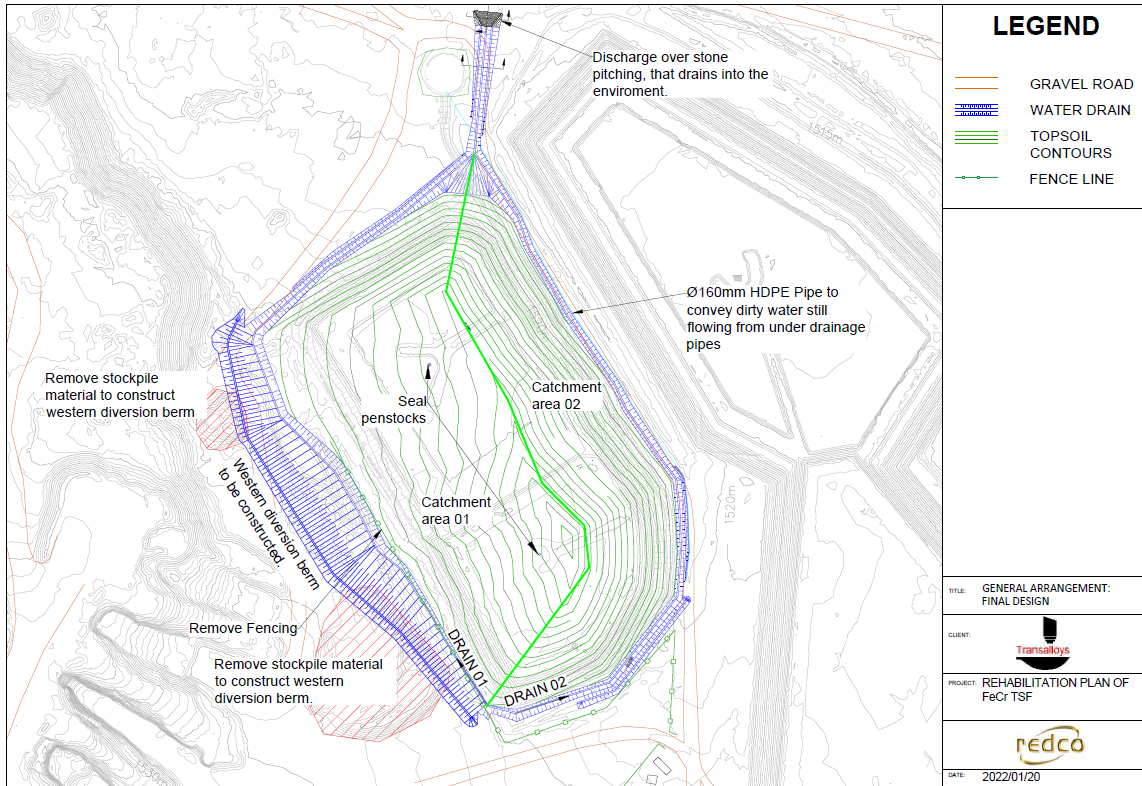 Discharge over stone
pitching, that drains into the
enviroment.
1515m
Ø160mm HDPE Pipe to
convey dirty water still
flowing from under drainage
pipes
Remove stockpile
material to construct
western diversion berm
Seal
penstocks
Catchment
area 02
Western diversion berm
to be constructed.
Catchment
area 01
1520m
Remove Fencing
Remove stockpile material
to construct western
diversion berm.
DRAIN 01
DRAIN 02
1530m
LEGEND
GRAVEL ROAD
WATER DRAIN
TOPSOIL
CONTOURS
FENCE LINE
TITLE: GENERAL ARRANGEMENT:
FINAL DESIGN
CLIENT:
Transalloys
PROJECT: REHABILITATION PLAN OF
FeCr TSF
redco
DATE: 2022/01/20